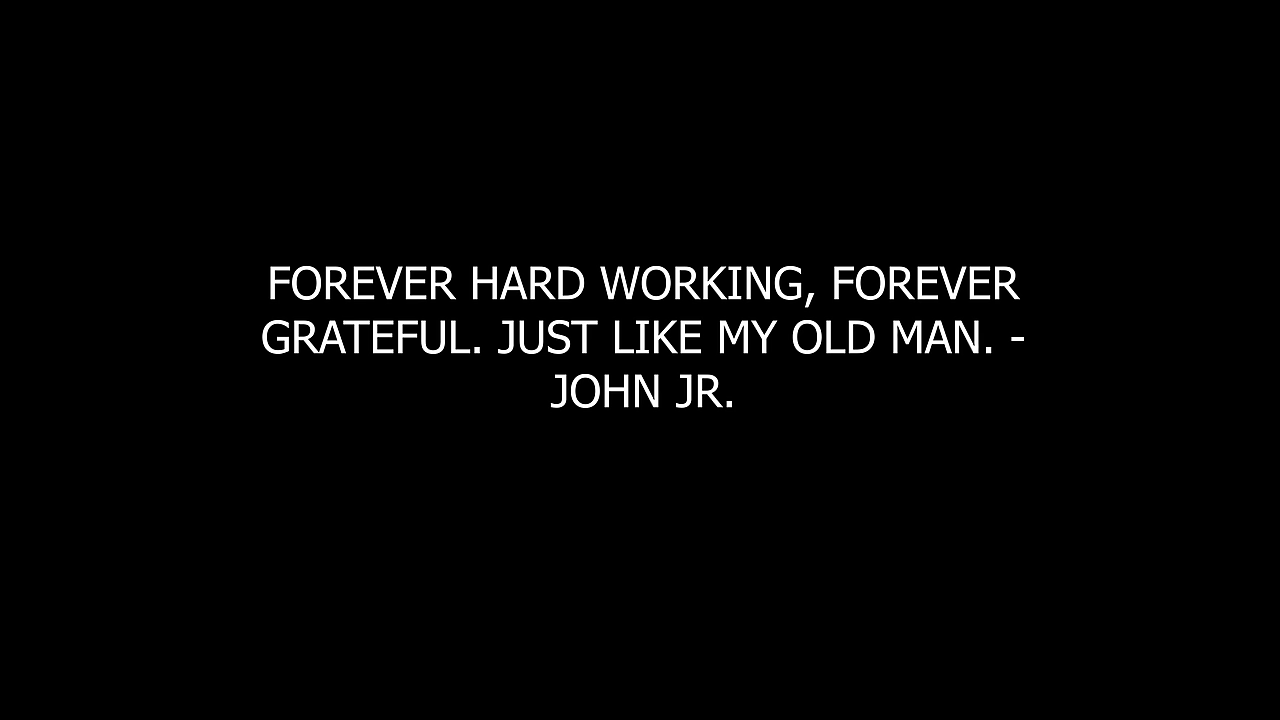 FOREVER HARD WORKING, FOREVER
GRATEFUL. JUST LIKE MY OLD MAN. -
JOHN JR.